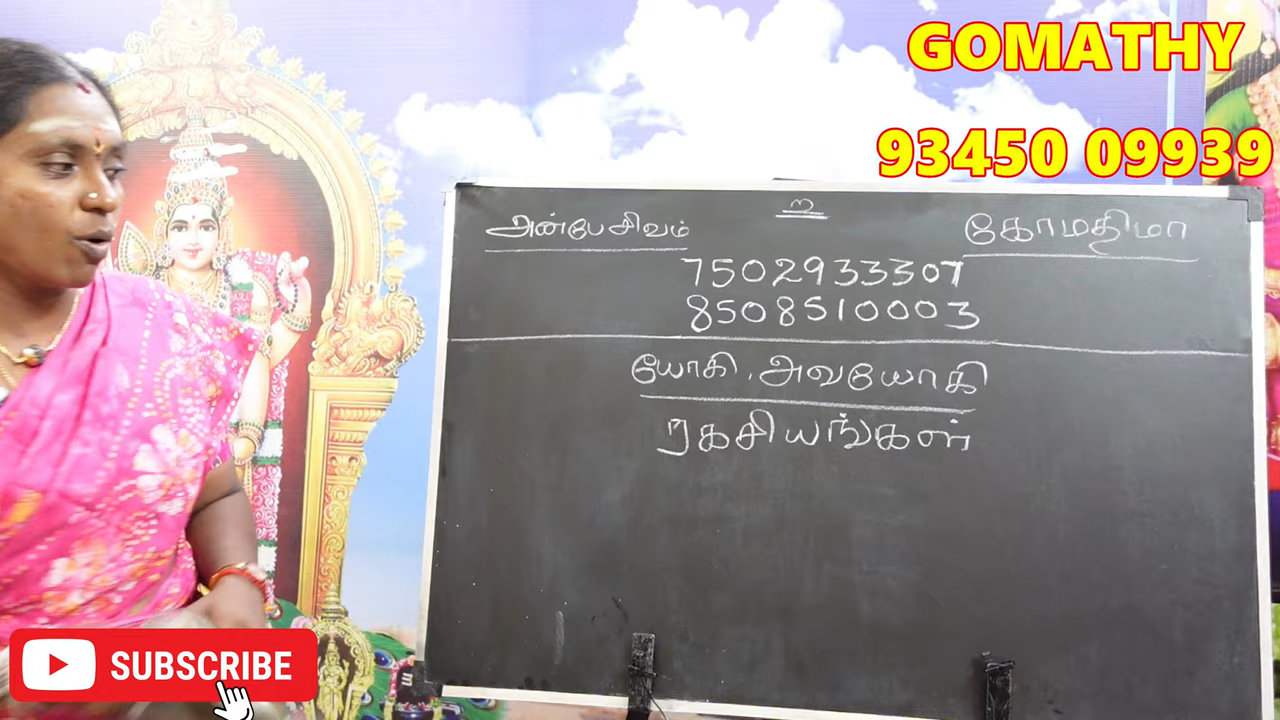 GOMATHY
93450 09939
உ
அன்பே சிவம்
கோமதிமா
7502933307
8508510003
யோகி, அவயோகி
ரகசியங்கள்
SUBSCRIBE